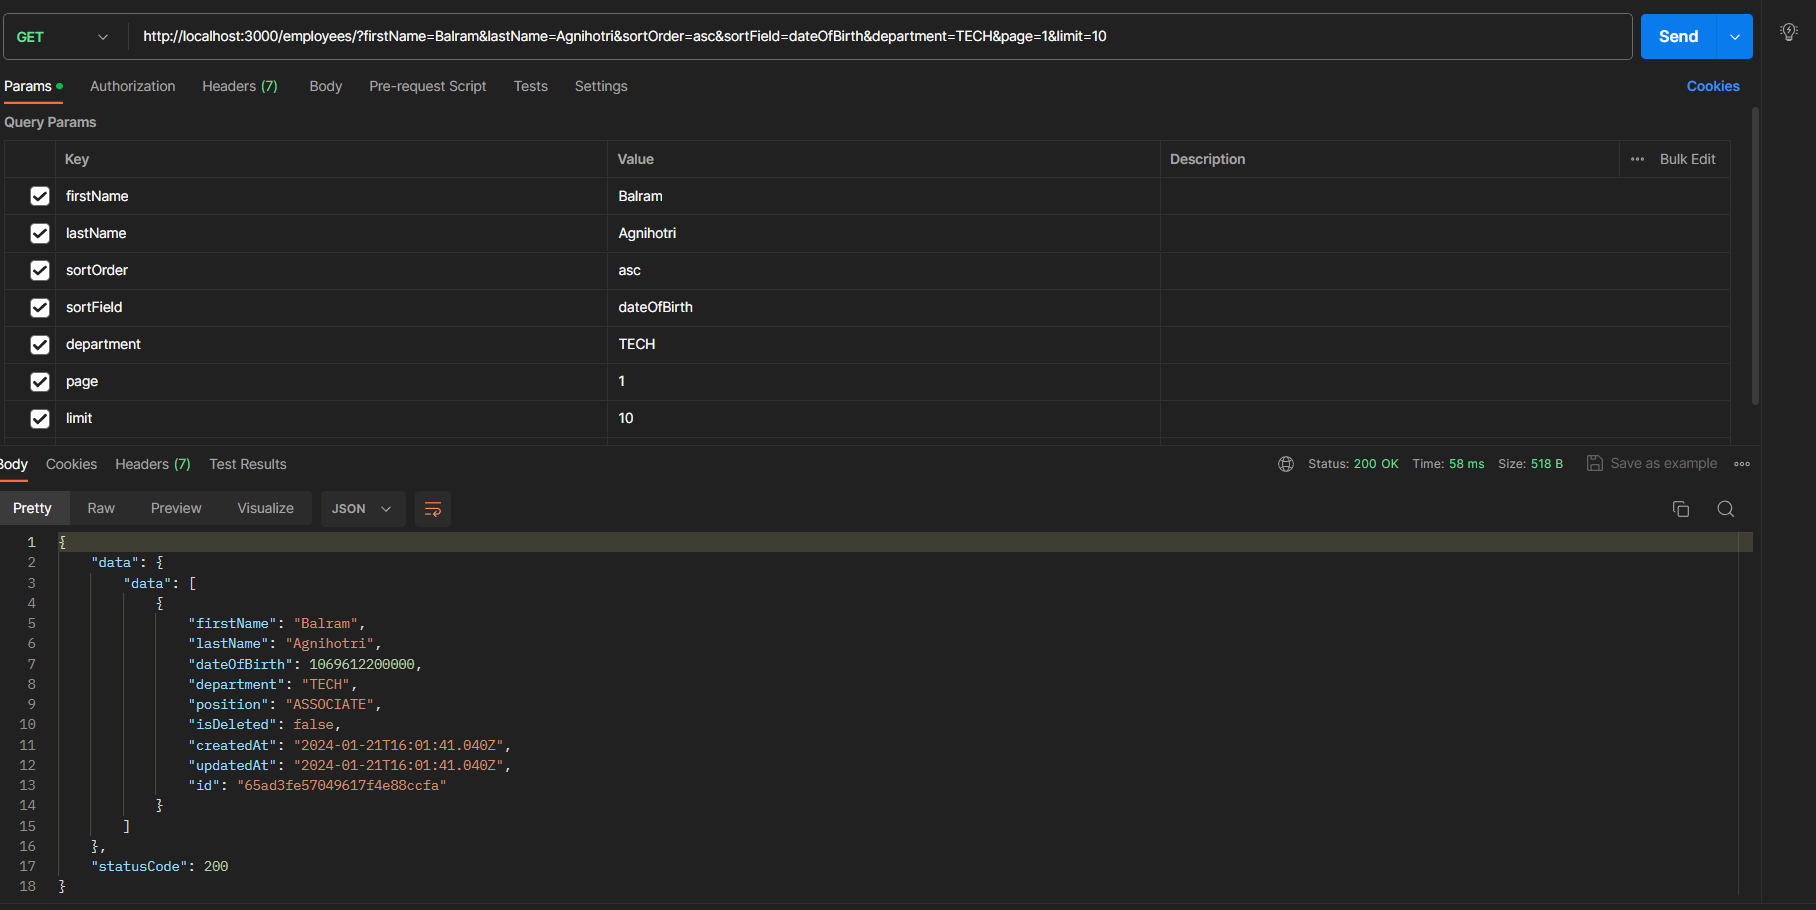 GET http://localhost:3000/employees/?firstName=Balram&lastName=Agnihotri&sortOrder=asc&sortField=dateOfBirth&department=TECH&page=1&limit=10 Send
Params Authorization Headers (7) Body Pre-request Script Tests Settings Cookies
Query Params
Key Value Description Bulk Edit
firstName Balram
lastName Agnihotri
sortOrder asc
sortField dateOfBirth
department TECH
page 1
limit 10
Body Cookies Headers (7) Test Results Status: 200 OK Time: 58 ms Size: 518 B Save as example
Pretty Raw Preview Visualize JSON
1 {
2 "data": {
3 "data": [
4 {
5 "firstName": "Balram",
6 "lastName": "Agnihotri",
7 "dateOfBirth": 1069612200000,
8 "department": "TECH",
9 "position": "ASSOCIATE",
10 "isDeleted": false,
11 "createdAt": "2024-01-21T16:01:41.040Z",
12 "updatedAt": "2024-01-21T16:01:41.040Z",
13 "id": "65ad3fe57049617f4e88ccfa"
14 }
15 ]
16 },
17 "statusCode": 200
18 }